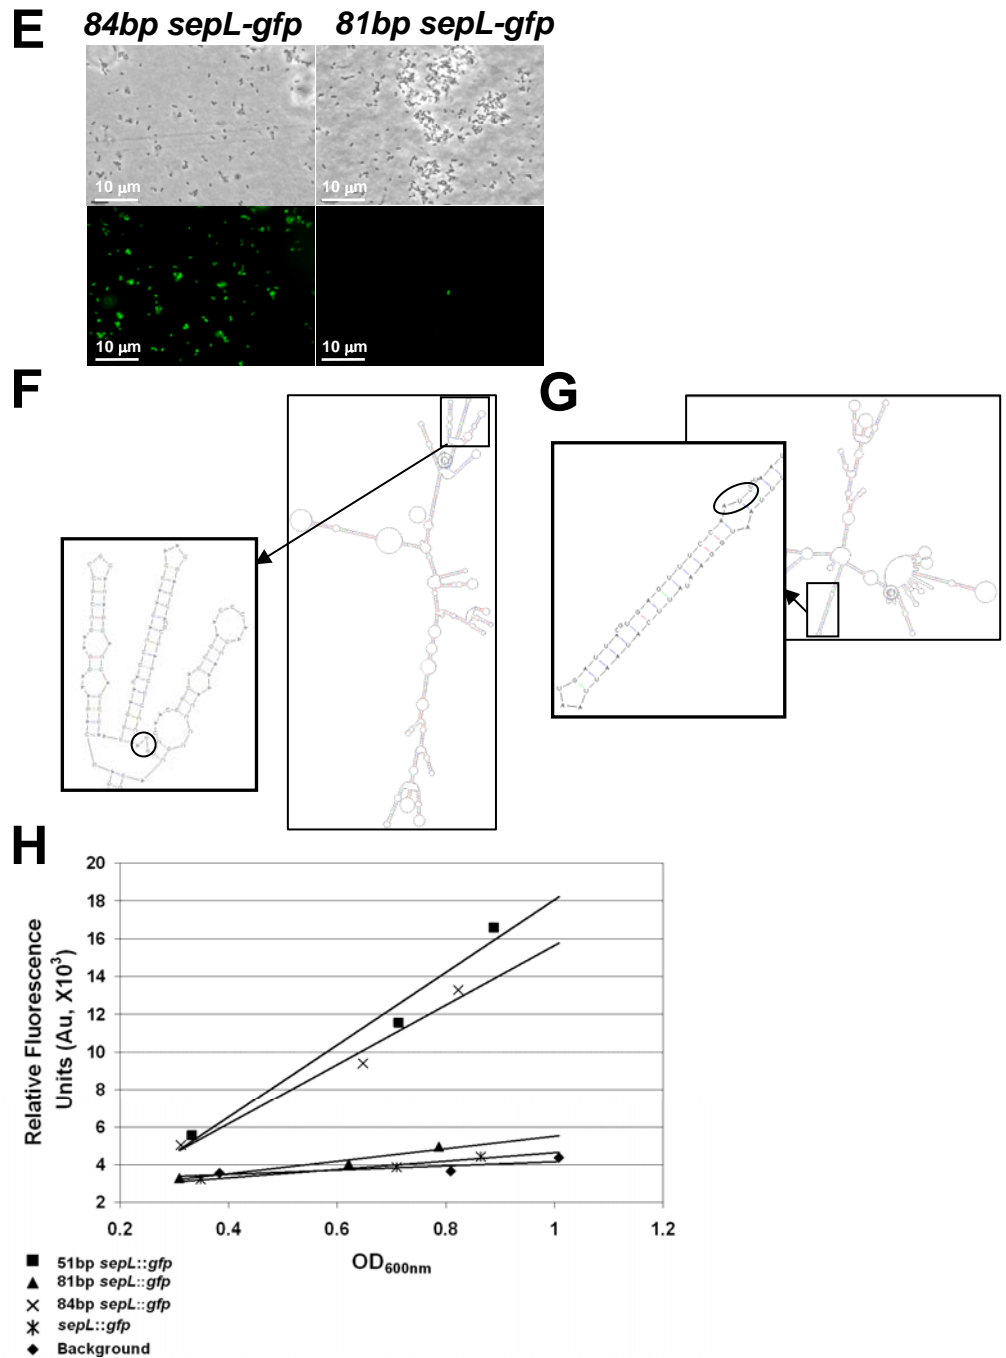 E
84bp sepL-gfp 81bp sepL-gfp
10 µm 10 µm
10 µm 10 µm
F
G
H
Relative Fluorescence
Units (Au, X10³)
20
18
16
14
12
10
8
6
4
2
0.2 0.4 0.6 0.8 1 1.2
OD600nm
51bp sepL::gfp
81bp sepL::gfp
84bp sepL::gfp
sepL::gfp
Background